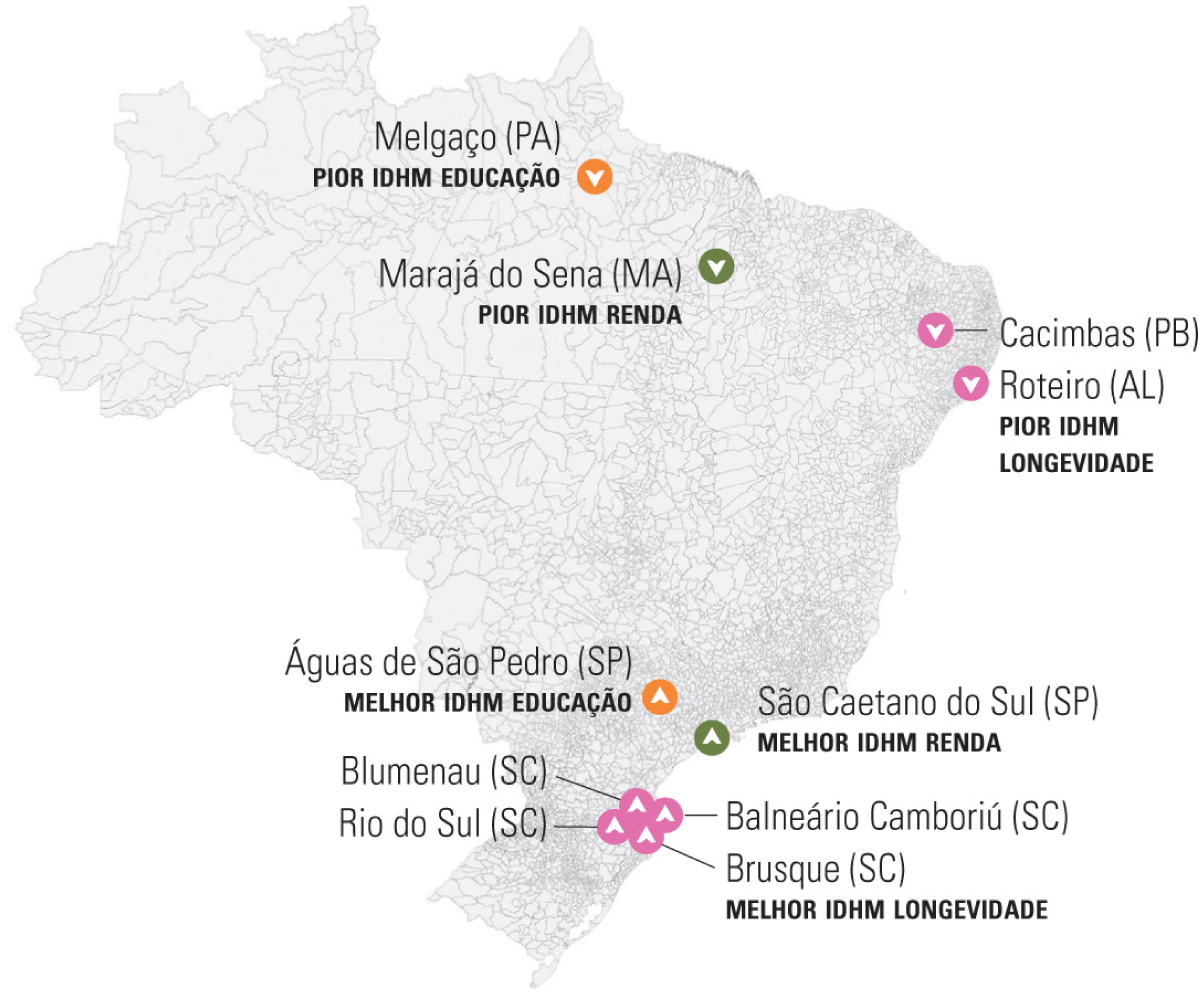 Melgaço (PA)
PIOR IDHM EDUCAÇÃO
Marajá do Sena (MA)
PIOR IDHM RENDA
Cacimbas (PB)
Roteiro (AL)
PIOR IDHM
LONGEVIDADE
Águas de São Pedro (SP)
MELHOR IDHM EDUCAÇÃO
São Caetano do Sul (SP)
MELHOR IDHM RENDA
Blumenau (SC)
Rio do Sul (SC)
Balneário Camboriú (SC)
Brusque (SC)
MELHOR IDHM LONGEVIDADE